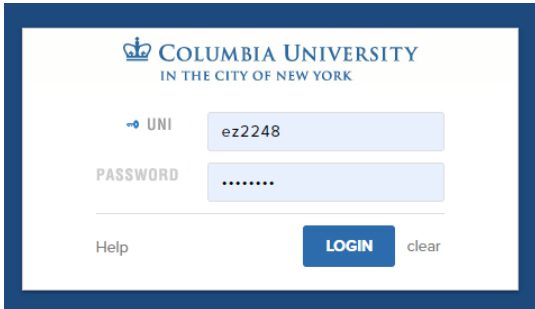 COLUMBIA UNIVERSITY
IN THE CITY OF NEW YORK
UNI
ez2248
PASSWORD
••••••••
Help
LOGIN
clear